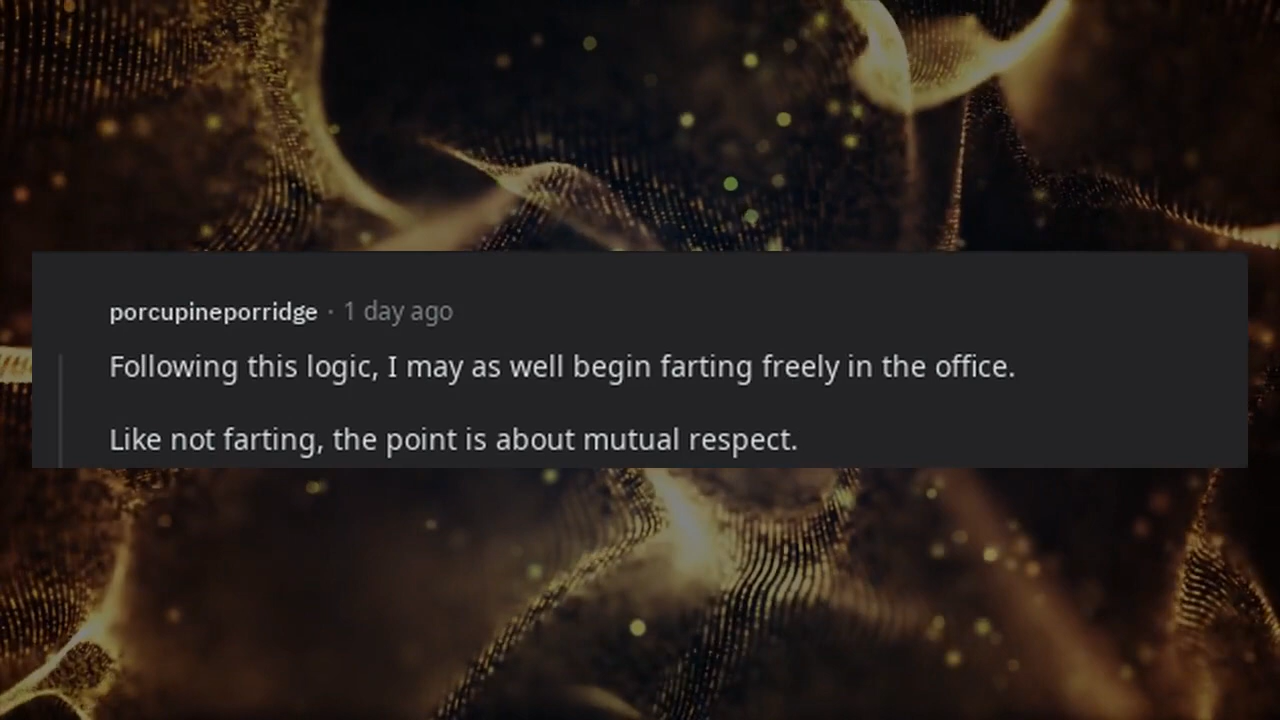 porcupineporridge · 1 day ago
Following this logic, I may as well begin farting freely in the office.
Like not farting, the point is about mutual respect.